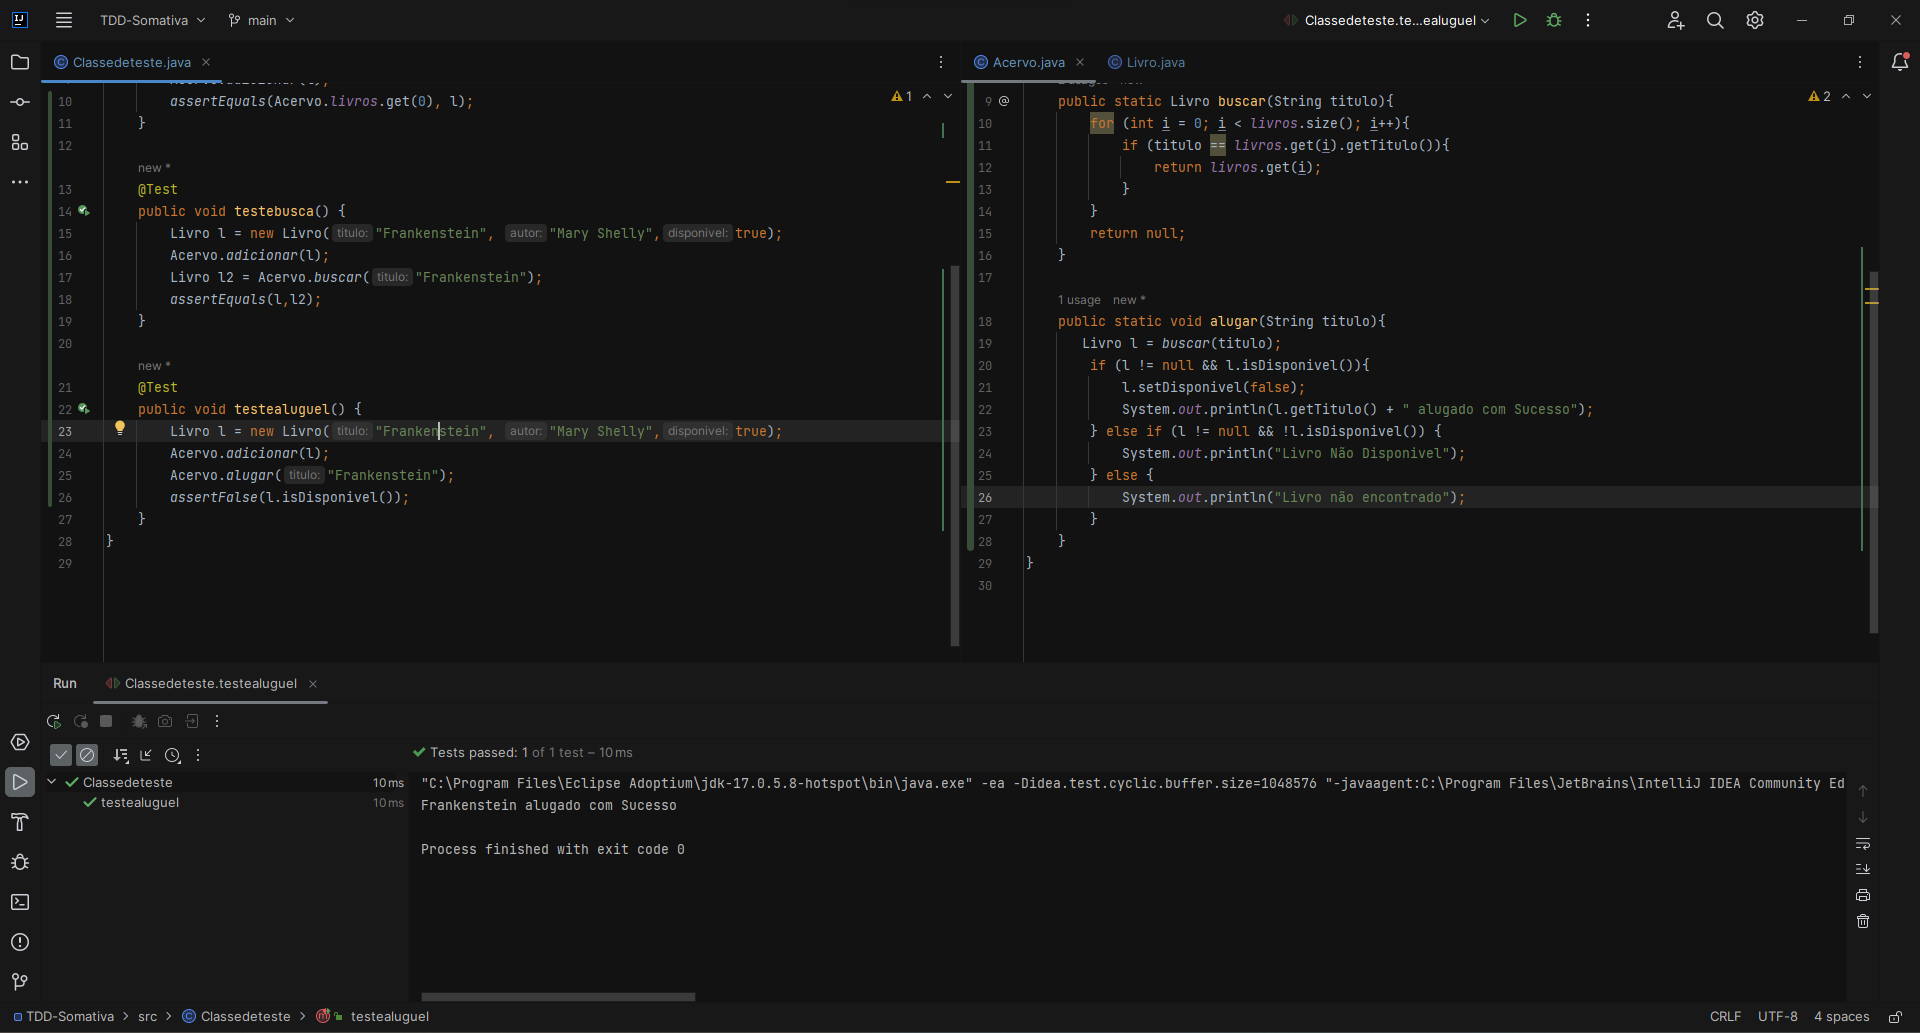 TDD-Somativa
main
Classedeteste.te...ealuguel
Classedeteste.java
10 assertEquals(Acervo.livros.get(0), l);
11 }
12
new *
13 @Test
14 public void testebusca() {
15 Livro l = new Livro( titulo: "Frankenstein", autor: "Mary Shelly", disponivel: true);
16 Acervo.adicionar(l);
17 Livro l2 = Acervo.buscar( titulo: "Frankenstein");
18 assertEquals(l,l2);
19 }
20
new *
21 @Test
22 public void testealuguel() {
23 Livro l = new Livro( titulo: "Frankenstein", autor: "Mary Shelly", disponivel: true);
24 Acervo.adicionar(l);
25 Acervo.alugar( titulo: "Frankenstein");
26 assertFalse(l.isDisponivel());
27 }
28 }
29
1
Acervo.java
Livro.java
2
9 @ public static Livro buscar(String titulo){
10 for (int i = 0; i < livros.size(); i++){
11 if (titulo == livros.get(i).getTitulo()){
12 return livros.get(i);
13 }
14 }
15 return null;
16 }
17
1 usage new *
18 public static void alugar(String titulo){
19 Livro l = buscar(titulo);
20 if (l != null && l.isDisponivel()){
21 l.setDisponivel(false);
22 System.out.println(l.getTitulo() + " alugado com Sucesso");
23 } else if (l != null && !l.isDisponivel()) {
24 System.out.println("Livro Não Disponivel");
25 } else {
26 System.out.println("Livro não encontrado");
27 }
28 }
29 }
30
Run
Classedeteste.testealuguel
Tests passed: 1 of 1 test – 10 ms
Classedeteste 10 ms
testealuguel 10 ms
"C:\Program Files\Eclipse Adoptium\jdk-17.0.5.8-hotspot\bin\java.exe" -ea -Didea.test.cyclic.buffer.size=1048576 "-javaagent:C:\Program Files\JetBrains\IntelliJ IDEA Community Ed
Frankenstein alugado com Sucesso
Process finished with exit code 0
TDD-Somativa > src > Classedeteste > testealuguel
CRLF UTF-8 4 spaces